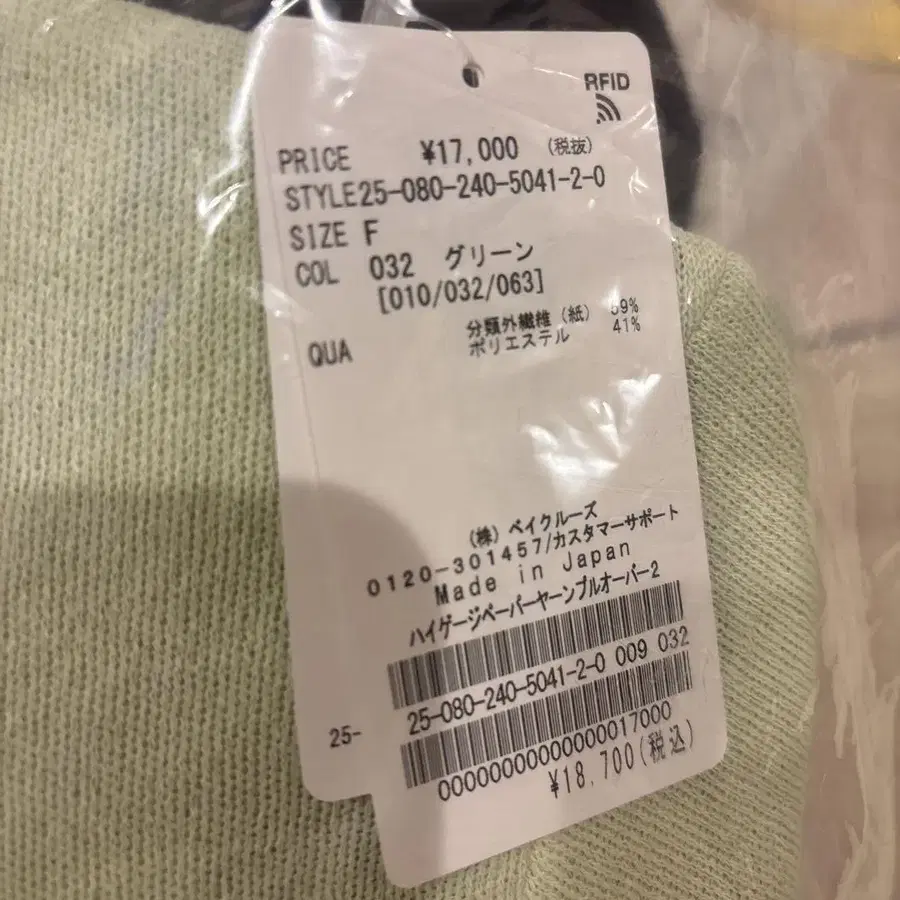 RFID
PRICE ¥17,000 (税抜)
STYLE25-080-240-5041-2-0
SIZE F
COL 032 グリーン
[010/032/063]
QUA 分類外繊維(紙) 59%
ポリエステル 41%
(株)ベイクルーズ
0120-301457/カスタマーサポート
Made in Japan
ハイゲージペーパーヤーンプルオーバー2
25-080-240-5041-2-0 009 032
25-
0000000000000017000
¥18,700(税込)